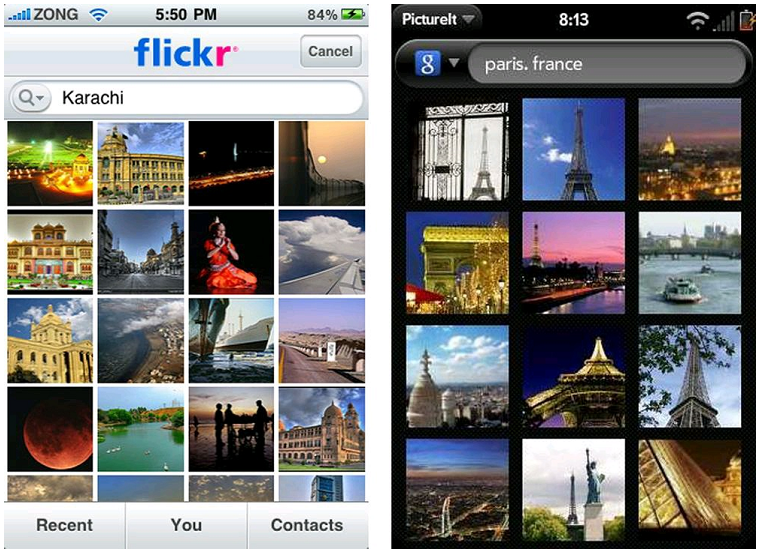 ZONG 5:50 PM 84%
flickr
Cancel
Karachi
Recent You Contacts
PictureIt 8:13
g paris. france